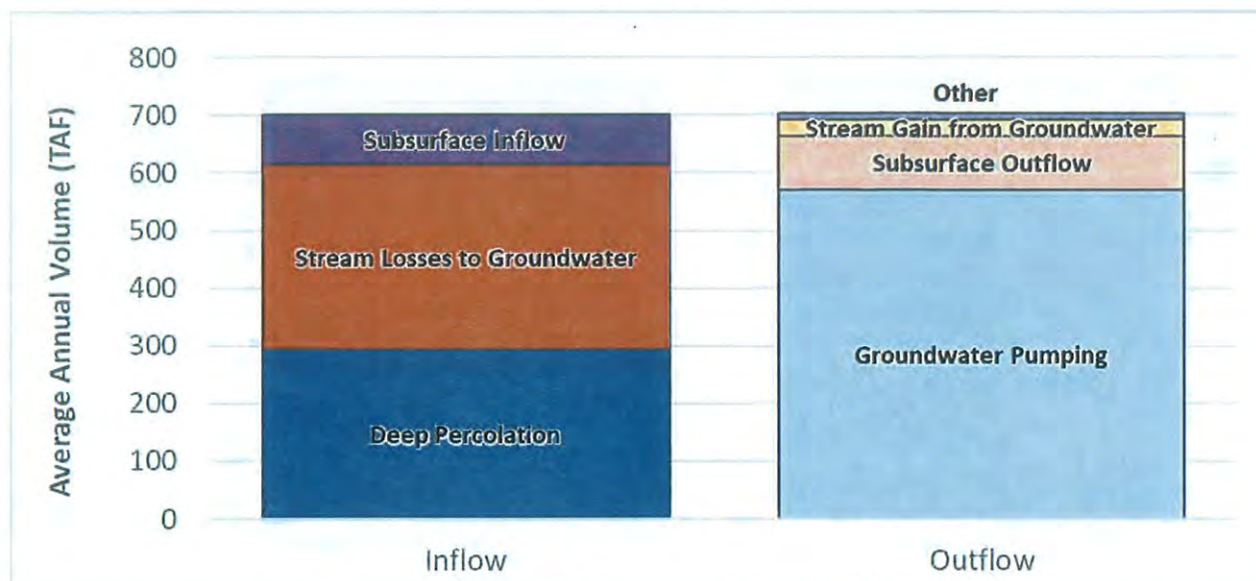 Average Annual Volume (TAF)
800
700
600
500
400
300
200
100
0
Subsurface Inflow
Stream Losses to Groundwater
Deep Percolation
Other
Stream Gain from Groundwater
Subsurface Outflow
Groundwater Pumping
Inflow
Outflow